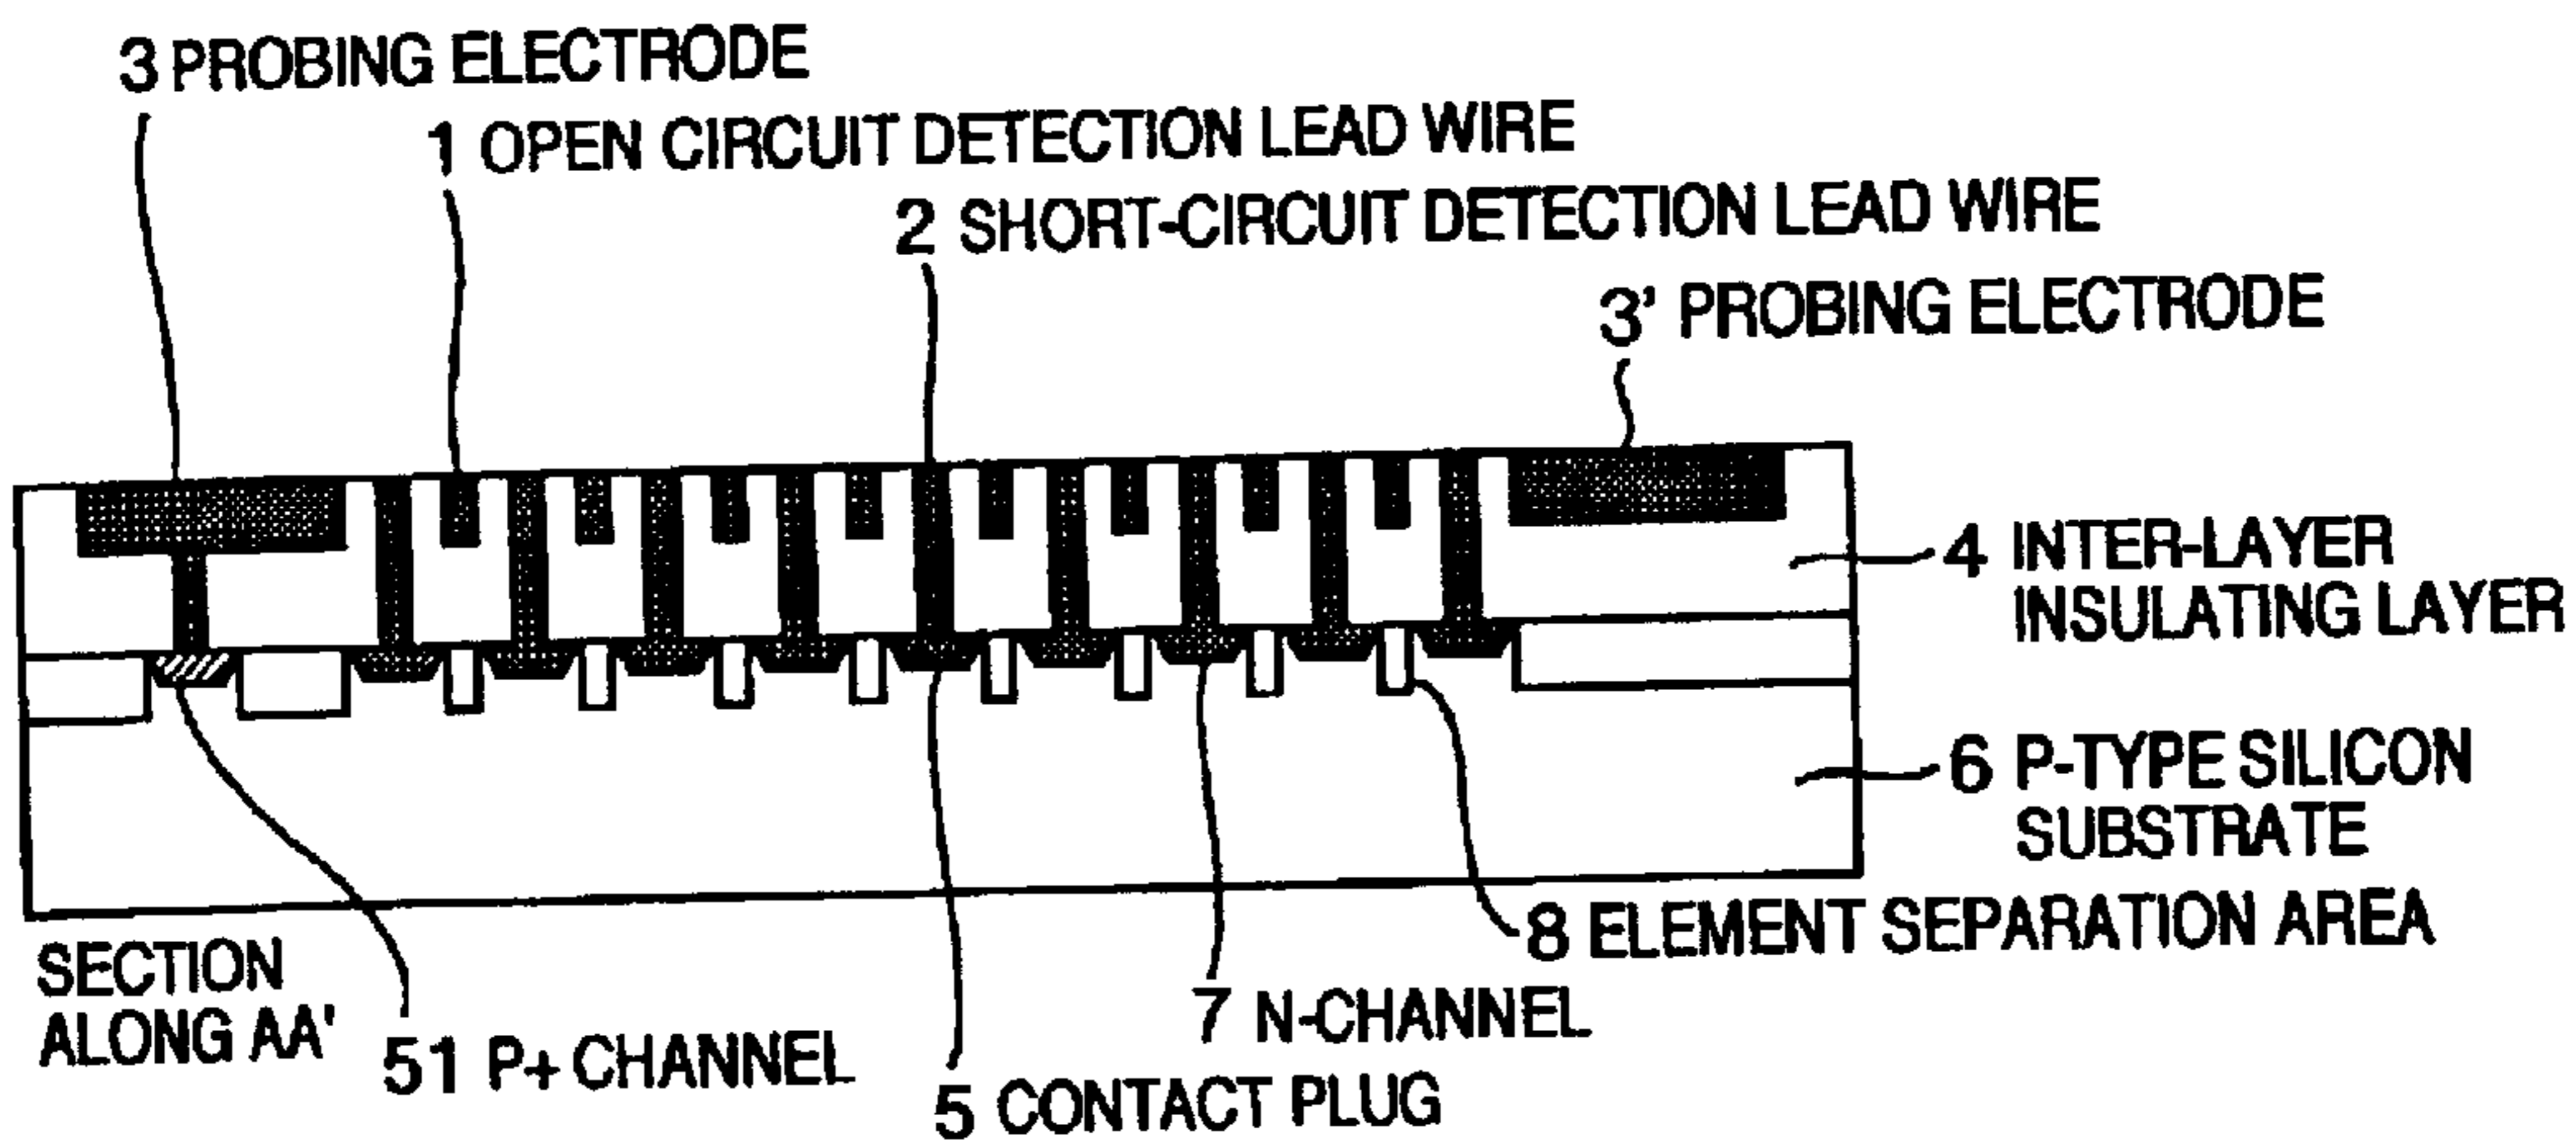 3 PROBING ELECTRODE
1 OPEN CIRCUIT DETECTION LEAD WIRE
2 SHORT-CIRCUIT DETECTION LEAD WIRE
3' PROBING ELECTRODE
4 INTER-LAYER
INSULATING LAYER
6 P-TYPE SILICON
SUBSTRATE
8 ELEMENT SEPARATION AREA
SECTION
ALONG AA'
7 N-CHANNEL
51 P+ CHANNEL
5 CONTACT PLUG